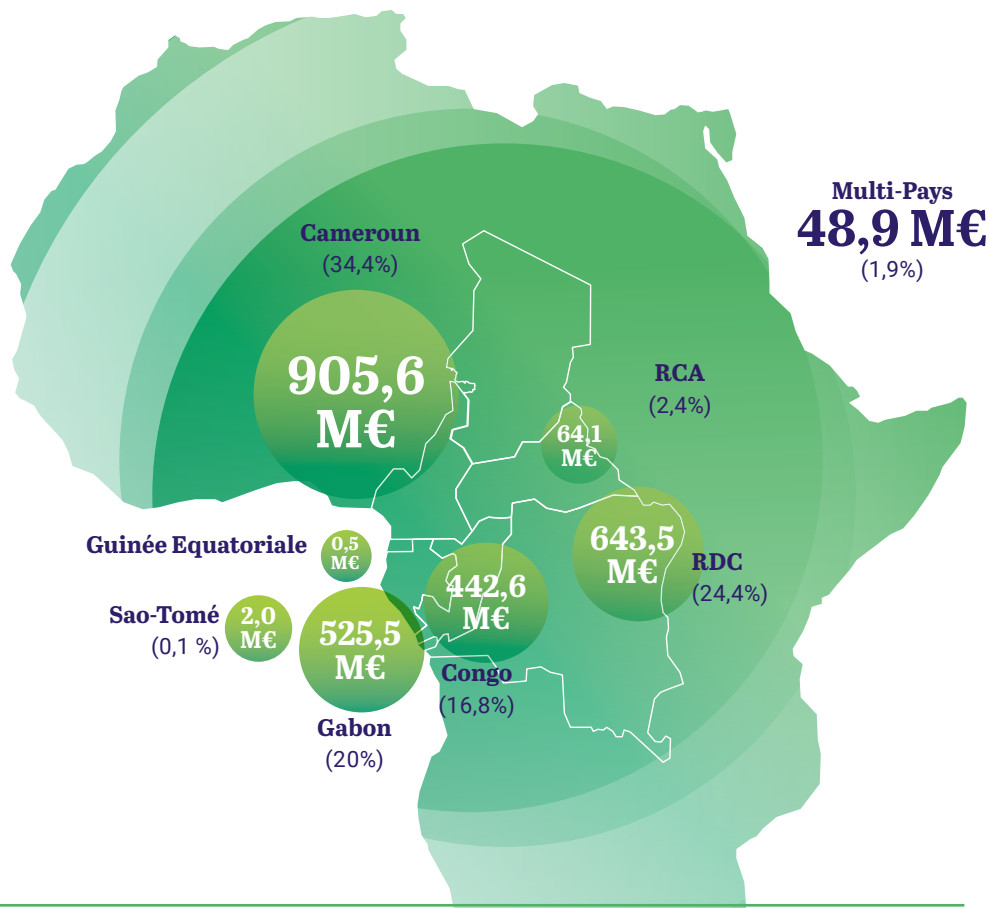 Multi-Pays
48,9 M€
(1,9%)
Cameroun
(34,4%)
905,6
M€
RCA
(2,4%)
64,1
M€
643,5
M€
RDC
(24,4%)
Guinée Equatoriale
0,5
M€
442,6
M€
Congo
(16,8%)
Sao-Tomé
(0,1 %)
2,0
M€
525,5
M€
Gabon
(20%)